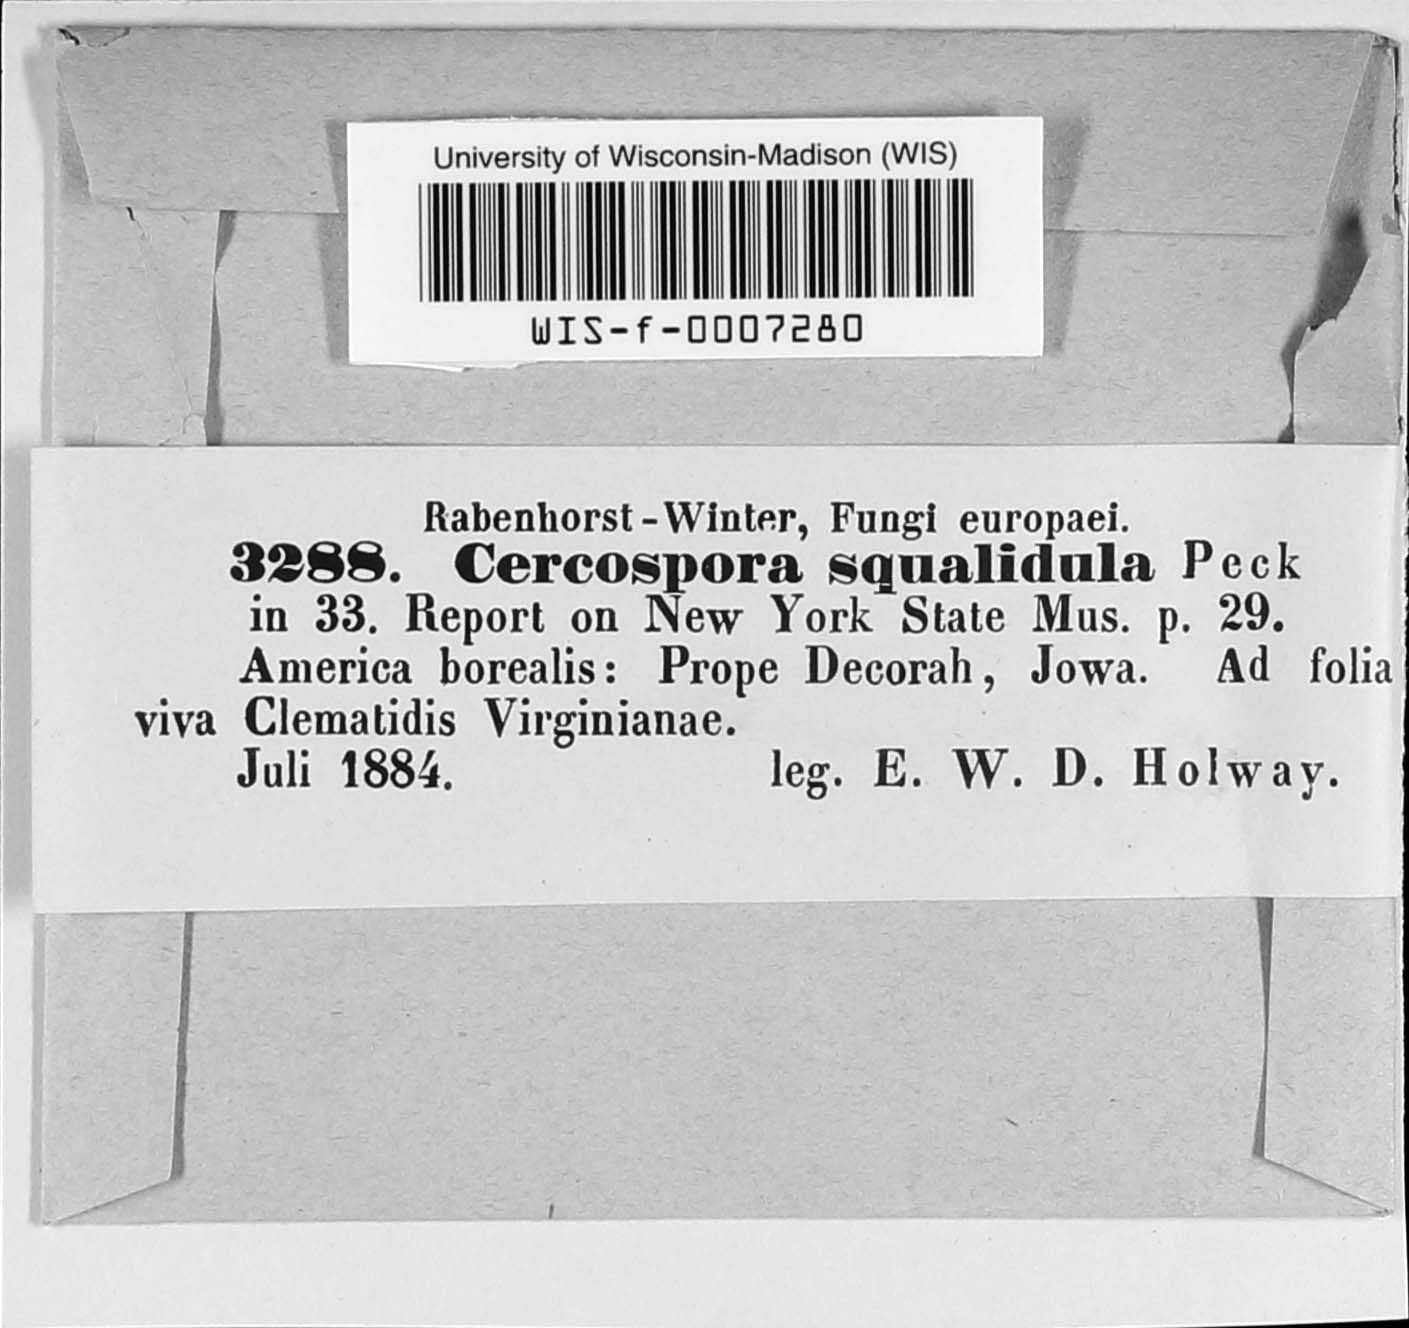 University of Wisconsin-Madison (WIS)
WIS-f-0007280
Rabenhorst-Winter, Fungi europaei.
3288. Cercospora squalidula Peck
in 33. Report on New York State Mus. p. 29.
America borealis: Prope Decorah, Jowa. Ad folia
viva Clematidis Virginianae.
Juli 1884. leg. E. W. D. Holway.